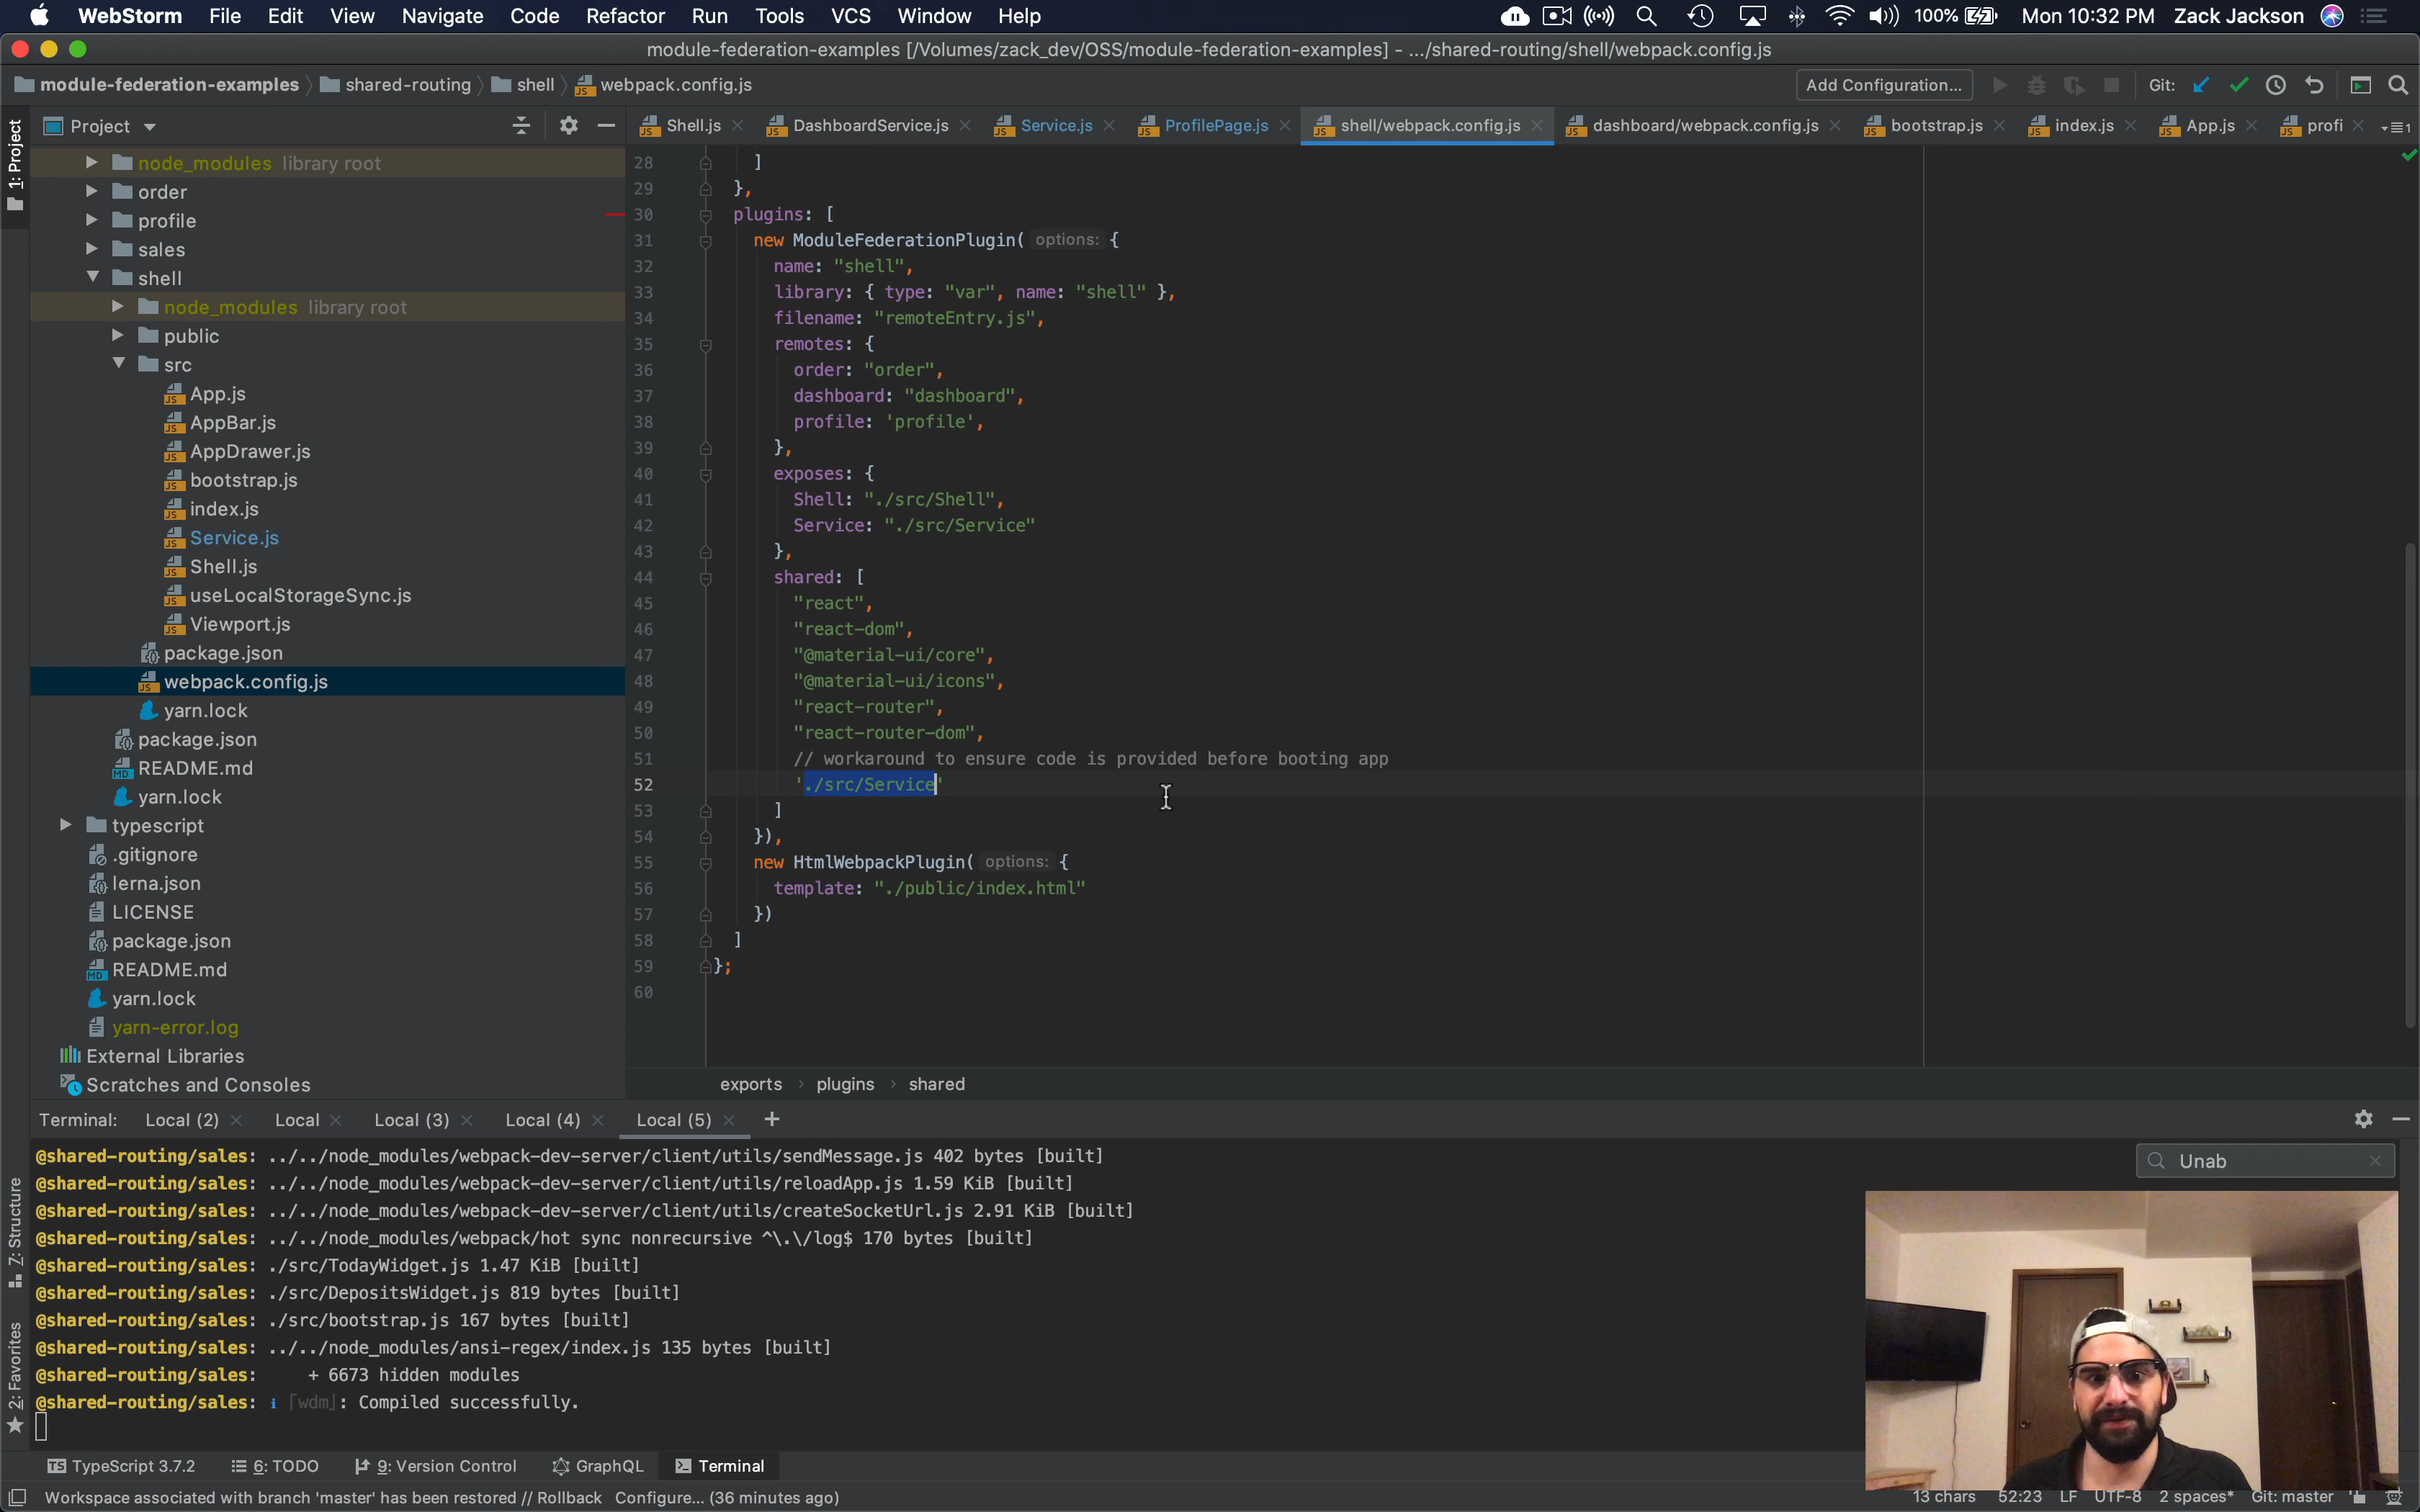 WebStorm File Edit View Navigate Code Refactor Run Tools VCS Window Help 100% Mon 10:32 PM Zack Jackson
module-federation-examples [/Volumes/zack_dev/OSS/module-federation-examples] - .../shared-routing/shell/webpack.config.js
module-federation-examples shared-routing shell webpack.config.js Add Configuration... Git:
1: Project
Project
Shell.js DashboardService.js Service.js ProfilePage.js shell/webpack.config.js dashboard/webpack.config.js bootstrap.js index.js App.js profi
node_modules library root
order
profile
sales
shell
node_modules library root
public
src
App.js
AppBar.js
AppDrawer.js
bootstrap.js
index.js
Service.js
Shell.js
useLocalStorageSync.js
Viewport.js
package.json
webpack.config.js
yarn.lock
package.json
README.md
yarn.lock
typescript
.gitignore
lerna.json
LICENSE
package.json
README.md
yarn.lock
yarn-error.log
External Libraries
Scratches and Consoles
28 ]
29 },
30 plugins: [
31 new ModuleFederationPlugin( options: {
32 name: "shell",
33 library: { type: "var", name: "shell" },
34 filename: "remoteEntry.js",
35 remotes: {
36 order: "order",
37 dashboard: "dashboard",
38 profile: 'profile',
39 },
40 exposes: {
41 Shell: "./src/Shell",
42 Service: "./src/Service"
43 },
44 shared: [
45 "react",
46 "react-dom",
47 "@material-ui/core",
48 "@material-ui/icons",
49 "react-router",
50 "react-router-dom",
51 // workaround to ensure code is provided before booting app
52 './src/Service'
53 ]
54 }),
55 new HtmlWebpackPlugin( options: {
56 template: "./public/index.html"
57 })
58 ]
59 };
60
exports › plugins › shared
Terminal: Local (2) Local Local (3) Local (4) Local (5) +
Unab
@shared-routing/sales: ../../node_modules/webpack-dev-server/client/utils/sendMessage.js 402 bytes [built]
@shared-routing/sales: ../../node_modules/webpack-dev-server/client/utils/reloadApp.js 1.59 KiB [built]
@shared-routing/sales: ../../node_modules/webpack-dev-server/client/utils/createSocketUrl.js 2.91 KiB [built]
@shared-routing/sales: ../../node_modules/webpack/hot sync nonrecursive ^\.\/log$ 170 bytes [built]
@shared-routing/sales: ./src/TodayWidget.js 1.47 KiB [built]
@shared-routing/sales: ./src/DepositsWidget.js 819 bytes [built]
@shared-routing/sales: ./src/bootstrap.js 167 bytes [built]
@shared-routing/sales: ../../node_modules/ansi-regex/index.js 135 bytes [built]
@shared-routing/sales: + 6673 hidden modules
@shared-routing/sales: ℹ ｢wdm｣: Compiled successfully.
7: Structure
2: Favorites
TypeScript 3.7.2 6: TODO 9: Version Control GraphQL Terminal
Workspace associated with branch 'master' has been restored // Rollback Configure... (36 minutes ago) 13 chars 52:23 LF UTF-8 2 spaces* Git: master